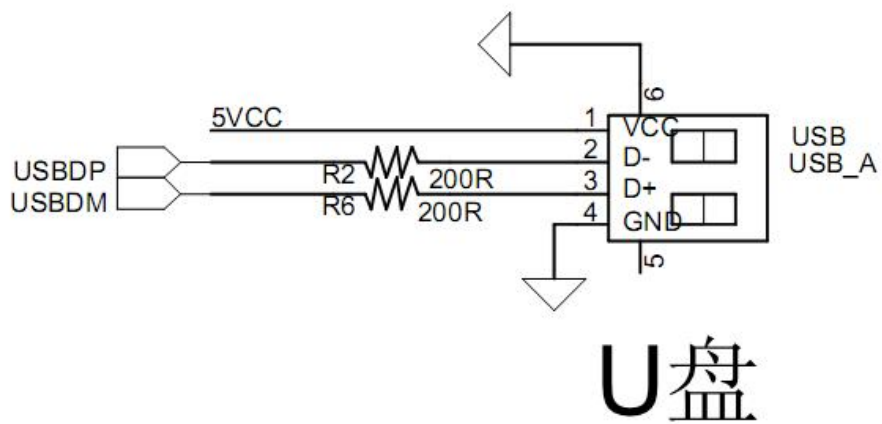 6
5VCC
1
VCC
USB
USBDP
2
D-
USB_A
R2
200R
3
D+
USBDM
R6
200R
4
GND
5
U盘